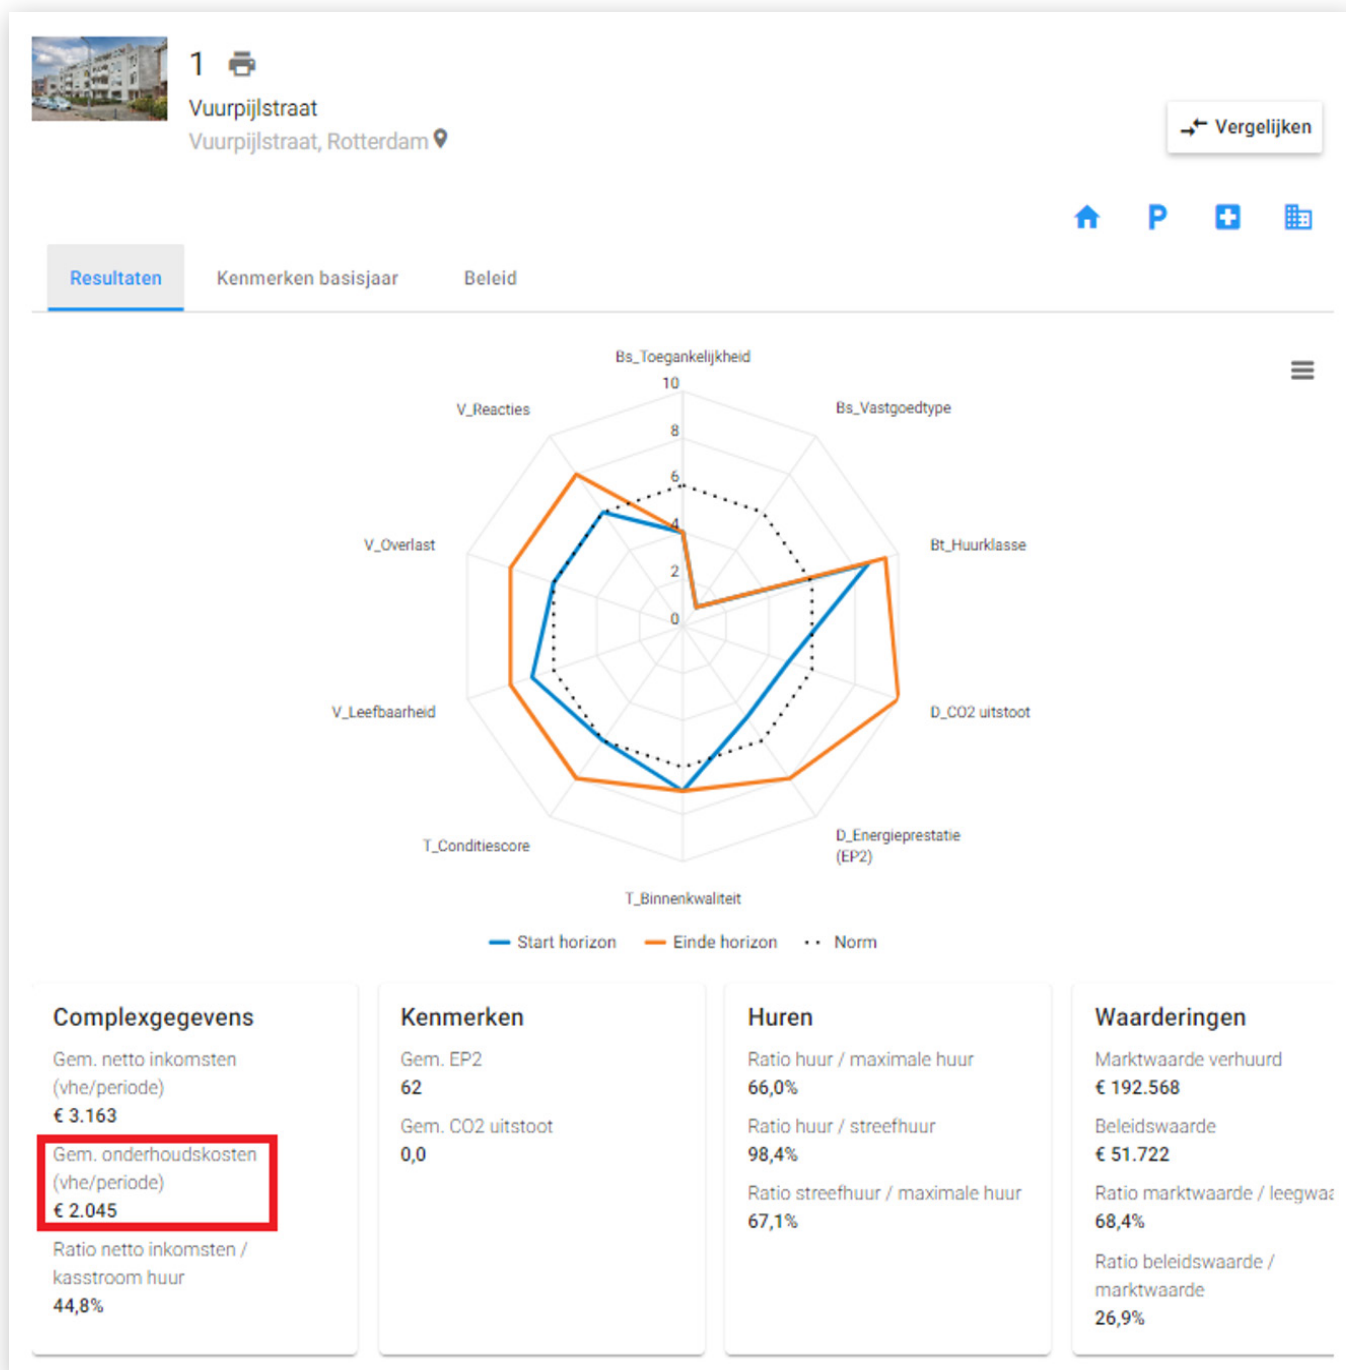 1
Vuurpijlstraat
Vuurpijlstraat, Rotterdam
Vergelijken
P
Resultaten
Kenmerken basisjaar
Beleid
Bs_Toegankelijkheid
10
8
6
4
2
0
Bs_Vastgoedtype
Bt_Huurklasse
D_CO2 uitstoot
D_Energieprestatie
(EP2)
T_Binnenkwaliteit
T_Conditiescore
V_Leefbaarheid
V_Overlast
V_Reacties
Start horizon
Einde horizon
Norm
Complexgegevens
Gem. netto inkomsten
(vhe/periode)
€ 3.163
Gem. onderhoudskosten
(vhe/periode)
€ 2.045
Ratio netto inkomsten /
kasstroom huur
44,8%
Kenmerken
Gem. EP2
62
Gem. CO2 uitstoot
0,0
Huren
Ratio huur / maximale huur
66,0%
Ratio huur / streefhuur
98,4%
Ratio streefhuur / maximale huur
67,1%
Waarderingen
Marktwaarde verhuurd
€ 192.568
Beleidswaarde
€ 51.722
Ratio marktwaarde / leegwaa
68,4%
Ratio beleidswaarde /
marktwaarde
26,9%